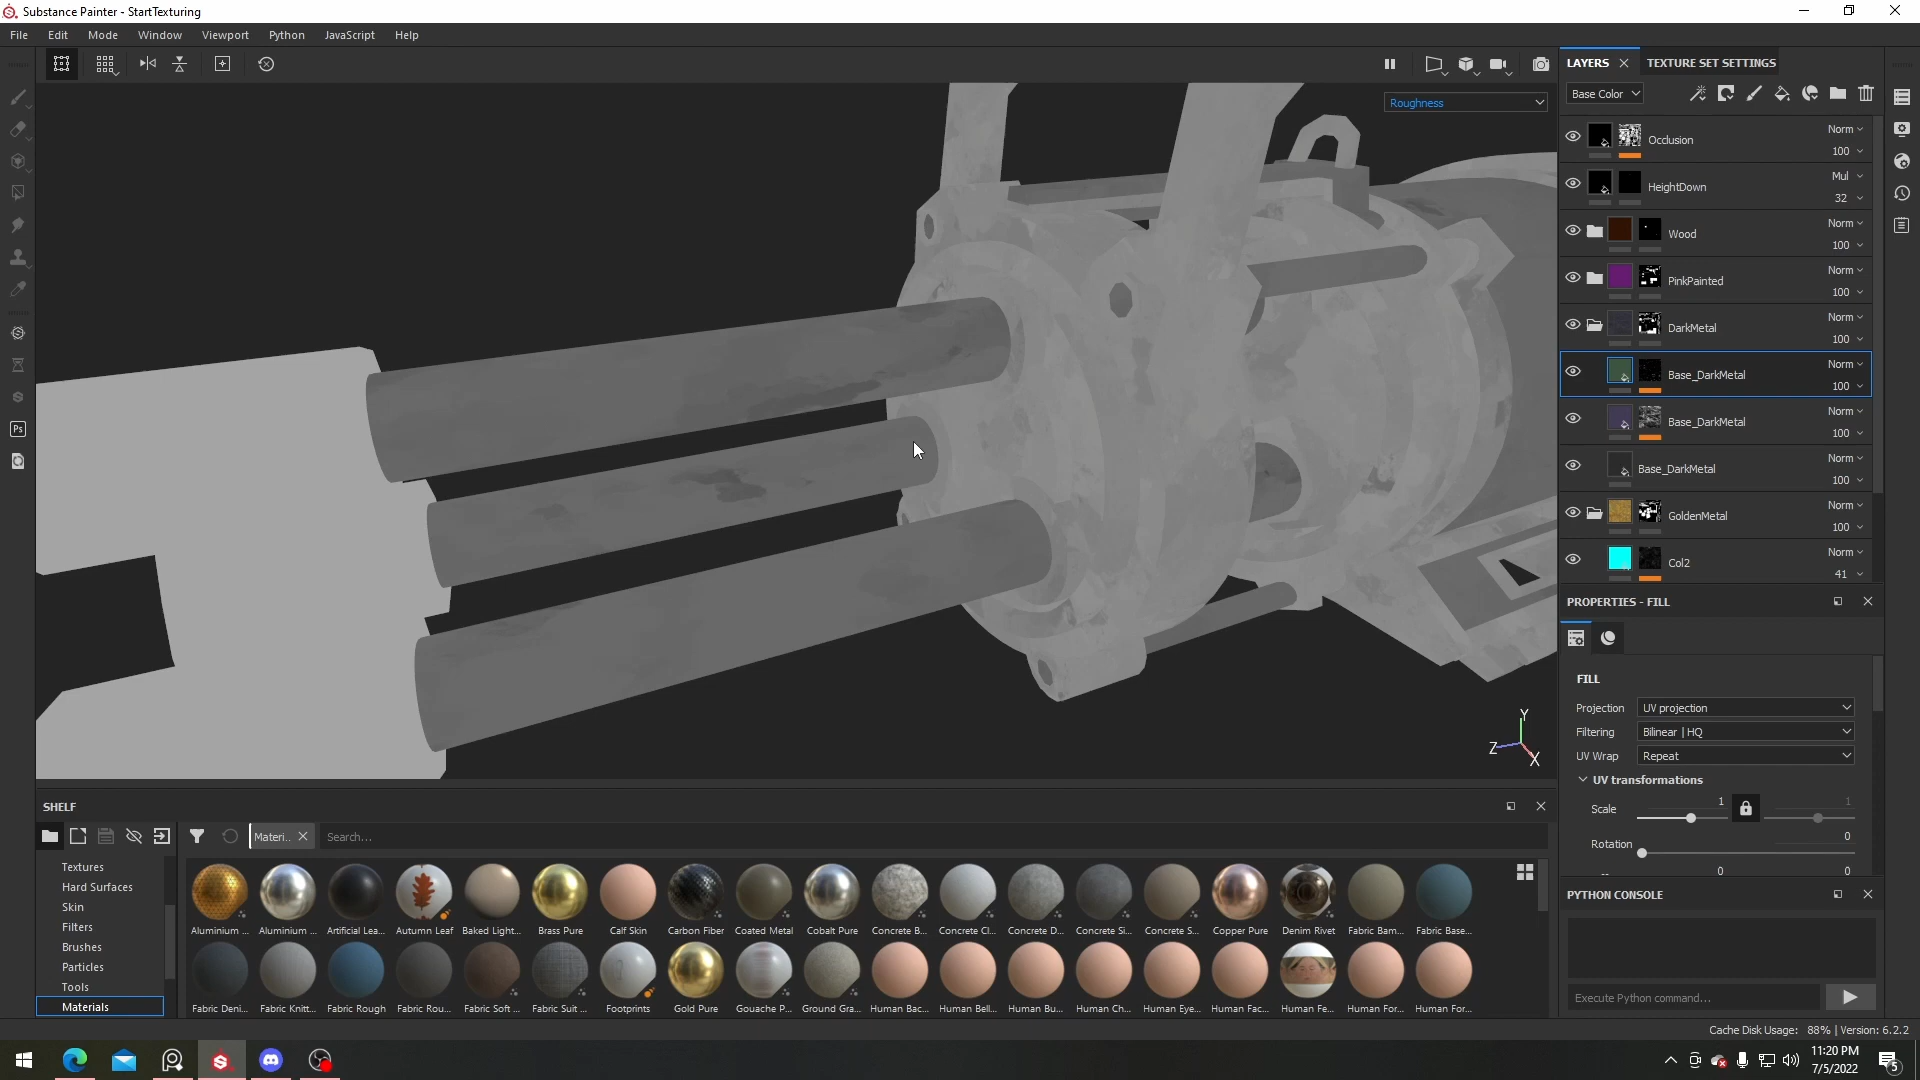 Substance Painter - StartTexturing
File Edit Mode Window Viewport Python JavaScript Help
Roughness
LAYERS
TEXTURE SET SETTINGS
Base Color
Occlusion
Norm
100
HeightDown
Mul
32
Wood
Norm
100
PinkPainted
Norm
100
DarkMetal
Norm
100
Base_DarkMetal
Norm
100
Base_DarkMetal
Norm
100
Base_DarkMetal
Norm
100
GoldenMetal
Norm
100
Col2
Norm
41
Y
Z
X
Ps
PROPERTIES - FILL
FILL
Projection UV projection
Filtering Bilinear | HQ
UV Wrap Repeat
UV transformations
Scale 1 1
Rotation 0
0 0
SHELF
Materi..
Search...
Textures
Hard Surfaces
Skin
Filters
Brushes
Particles
Tools
Materials
Aluminium ... Aluminium ... Artificial Lea... Autumn Leaf Baked Light... Brass Pure Calf Skin Carbon Fiber Coated Metal Cobalt Pure Concrete B... Concrete Cl... Concrete D... Concrete Si... Concrete S... Copper Pure Denim Rivet Fabric Bam... Fabric Base...
Fabric Deni... Fabric Knitt... Fabric Rough Fabric Rou... Fabric Soft ... Fabric Suit ... Footprints Gold Pure Gouache P... Ground Gra... Human Bac... Human Bell... Human Bu... Human Ch... Human Eye... Human Fac... Human Fe... Human For... Human For...
PYTHON CONSOLE
Execute Python command...
Cache Disk Usage: 88% | Version: 6.2.2
11:20 PM
7/5/2022
5